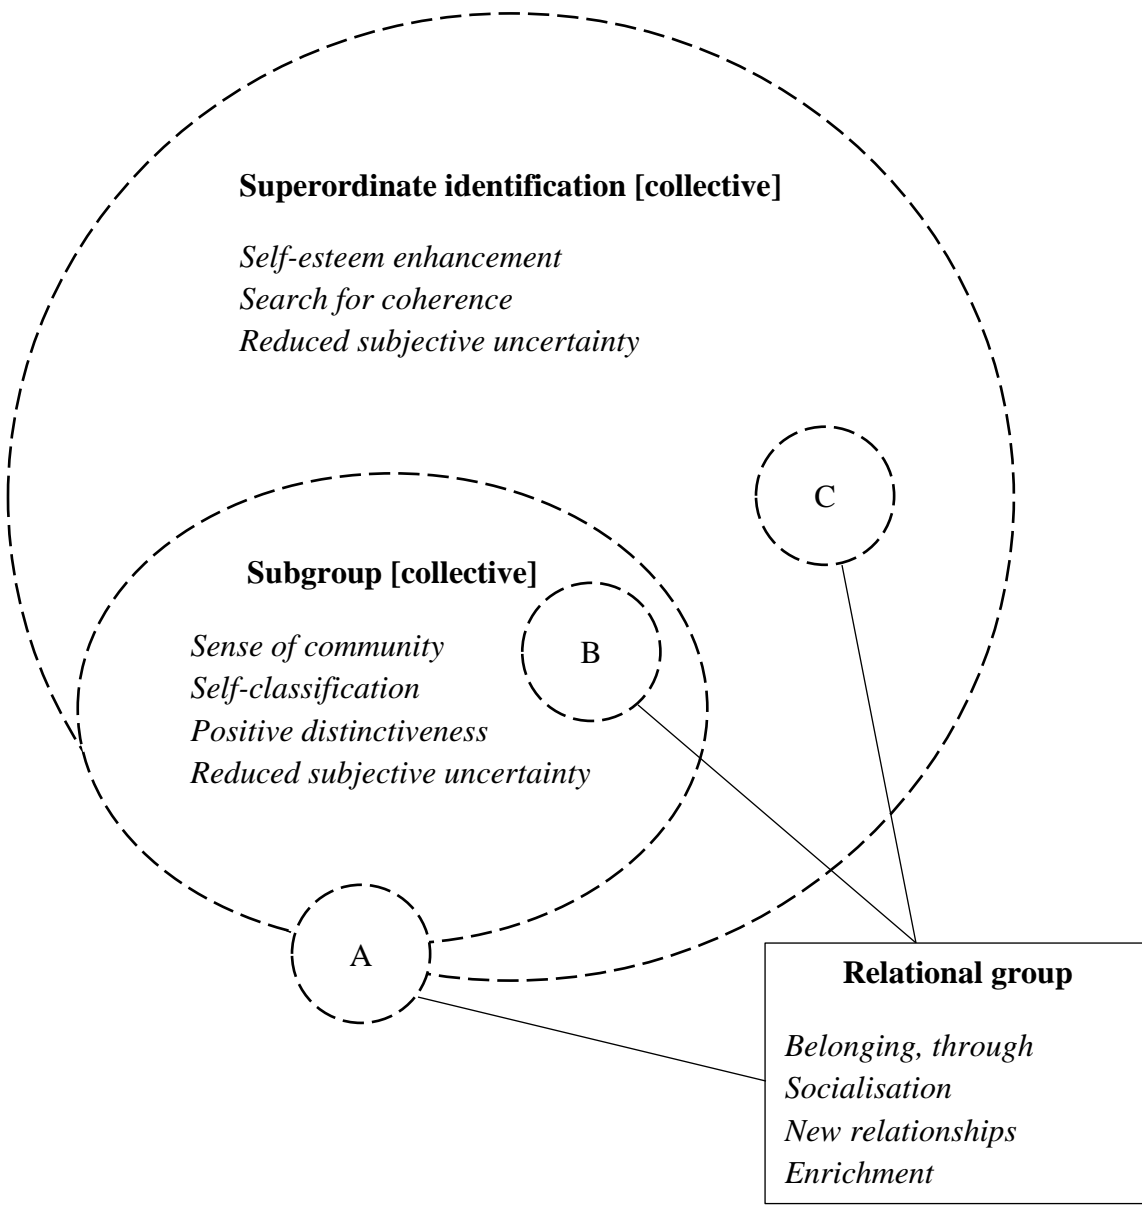 Superordinate identification [collective]
Self-esteem enhancement
Search for coherence
Reduced subjective uncertainty
C
Subgroup [collective]
Sense of community
Self-classification
Positive distinctiveness
Reduced subjective uncertainty
B
A
Relational group
Belonging, through
Socialisation
New relationships
Enrichment